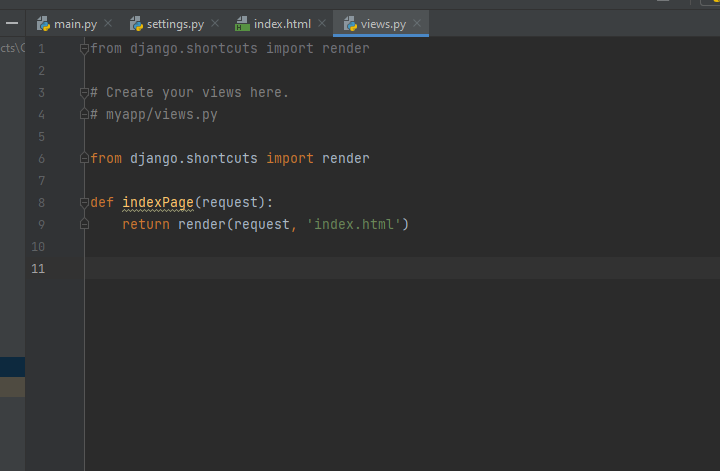 main.py settings.py index.html views.py
cts\C
1 from django.shortcuts import render
2
3 # Create your views here.
4 # myapp/views.py
5
6 from django.shortcuts import render
7
8 def indexPage(request):
9 return render(request, 'index.html')
10
11